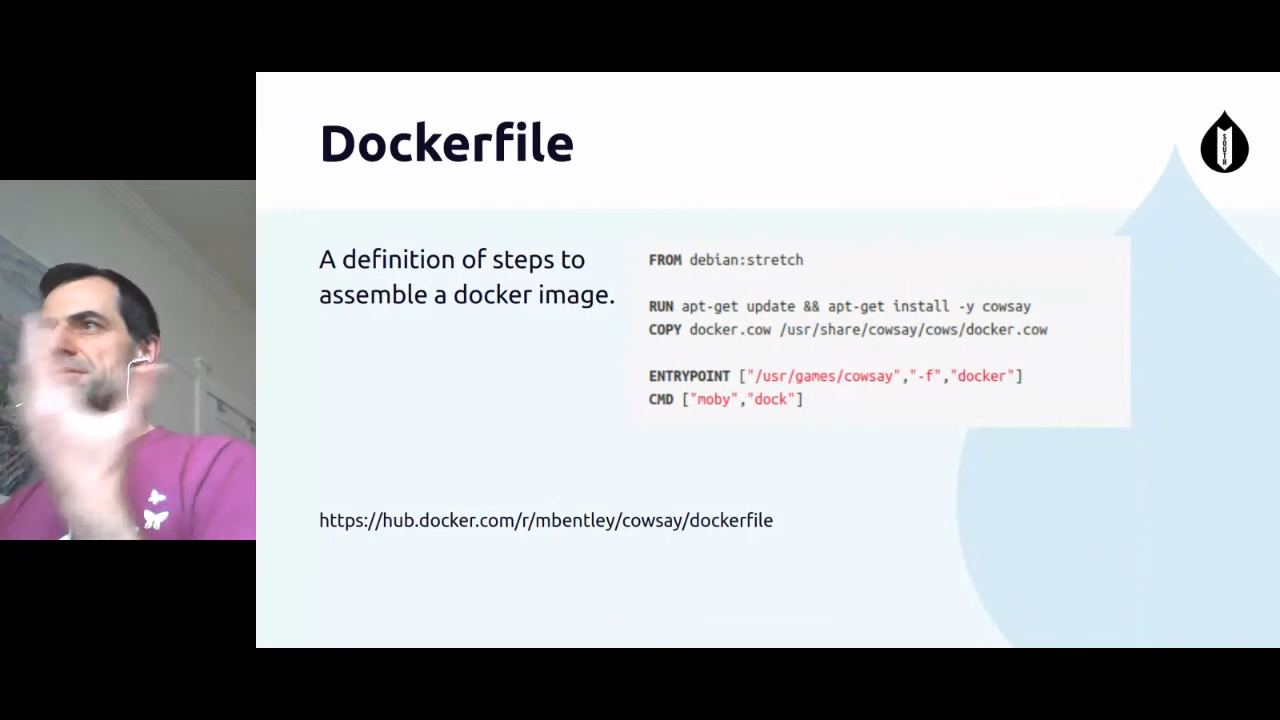 Dockerfile
SOUTH
A definition of steps to
assemble a docker image.
FROM debian:stretch
RUN apt-get update && apt-get install -y cowsay
COPY docker.cow /usr/share/cowsay/cows/docker.cow
ENTRYPOINT ["/usr/games/cowsay","-f","docker"]
CMD ["moby","dock"]
https://hub.docker.com/r/mbentley/cowsay/dockerfile